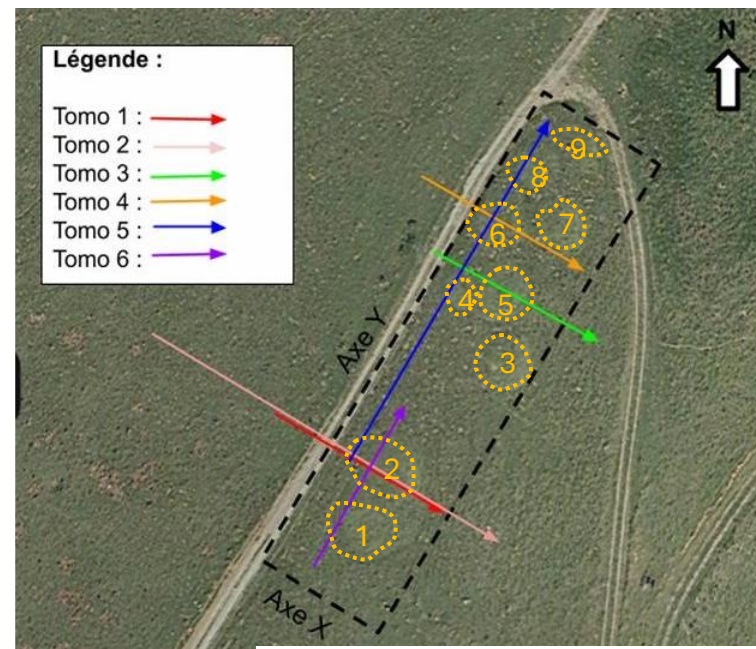 N
Légende :
Tomo 1 :
Tomo 2 :
Tomo 3 :
Tomo 4 :
Tomo 5 :
Tomo 6 :
9
8
7
6
4
5
Axe Y
3
2
1
Axe X